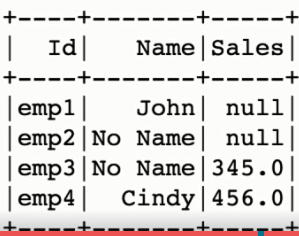 +----+-------+-----+
|  Id|   Name|Sales|
+----+-------+-----+
|emp1|   John| null|
|emp2|No Name| null|
|emp3|No Name|345.0|
|emp4|  Cindy|456.0|
+----+-------+-----+